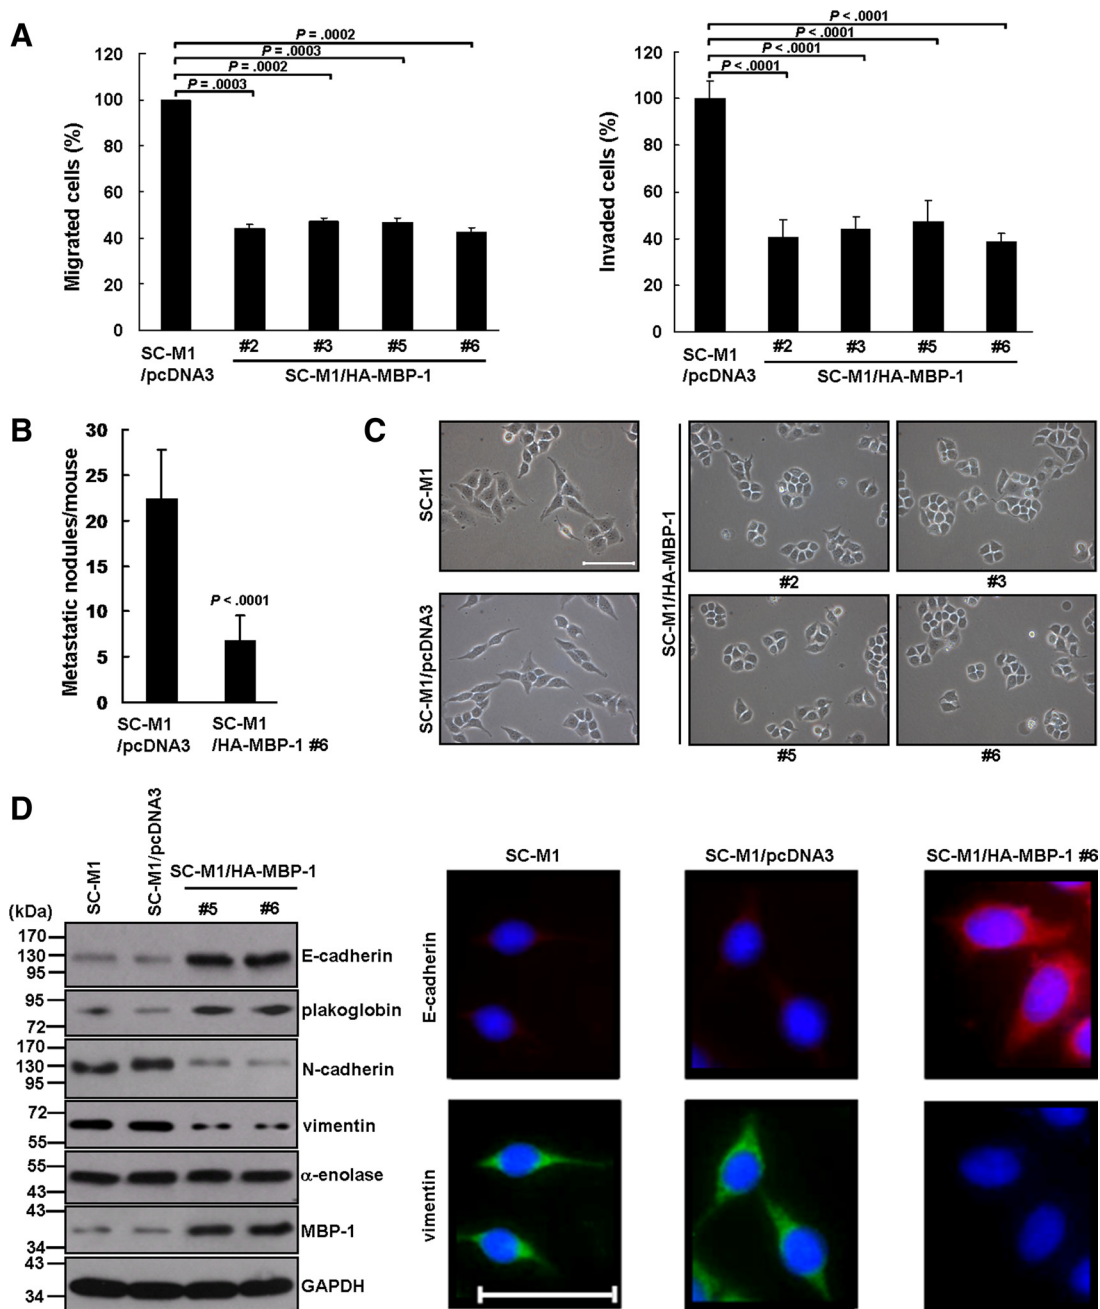 A
P = .0002
P = .0003
P = .0002
P = .0003
Migrated cells (%)
120
100
80
60
40
20
0
SC-M1
/pcDNA3
#2 #3 #5 #6
SC-M1/HA-MBP-1
P < .0001
P < .0001
P < .0001
P < .0001
Invaded cells (%)
120
100
80
60
40
20
0
SC-M1
/pcDNA3
#2 #3 #5 #6
SC-M1/HA-MBP-1
B
Metastatic nodules/mouse
30
25
20
15
10
5
0
P < .0001
SC-M1
/pcDNA3
SC-M1
/HA-MBP-1 #6
C
SC-M1
SC-M1/pcDNA3
SC-M1/HA-MBP-1
#2
#3
#5
#6
D
SC-M1
SC-M1/pcDNA3
SC-M1/HA-MBP-1
#5 #6
(kDa)
170
130
95
E-cadherin
95
72
plakoglobin
170
130
95
N-cadherin
72
55
vimentin
55
43
α-enolase
43
34
MBP-1
43
34
GAPDH
SC-M1
SC-M1/pcDNA3
SC-M1/HA-MBP-1 #6
E-cadherin
vimentin